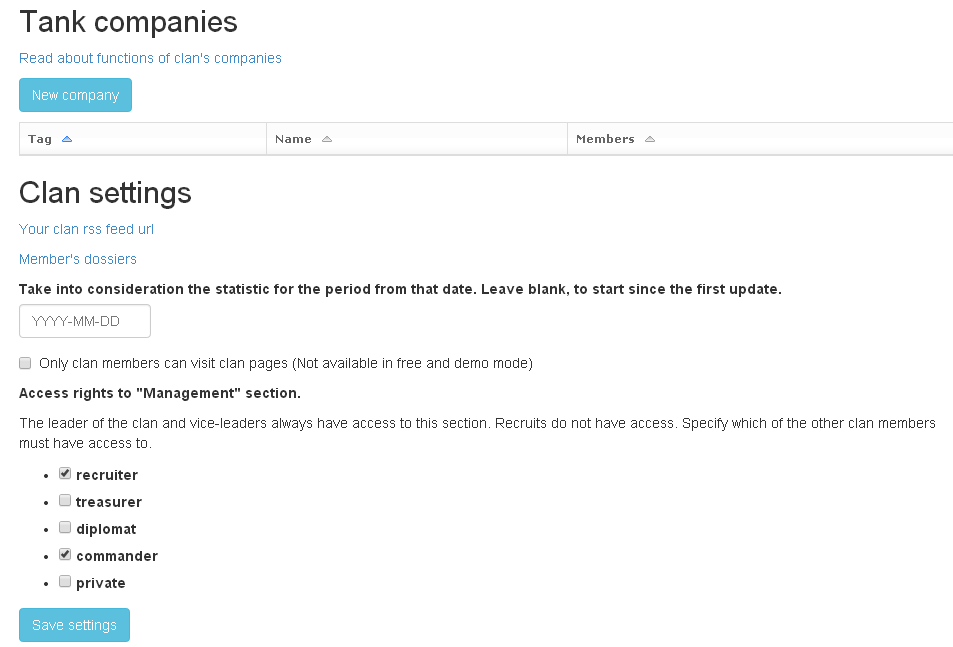 Tank companies
Read about functions of clan's companies
New company
Tag Name Members
Clan settings
Your clan rss feed url
Member's dossiers
Take into consideration the statistic for the period from that date. Leave blank, to start since the first update.
YYYY-MM-DD
Only clan members can visit clan pages (Not available in free and demo mode)
Access rights to "Management" section.
The leader of the clan and vice-leaders always have access to this section. Recruits do not have access. Specify which of the other clan members
must have access to.
recruiter
treasurer
diplomat
commander
private
Save settings